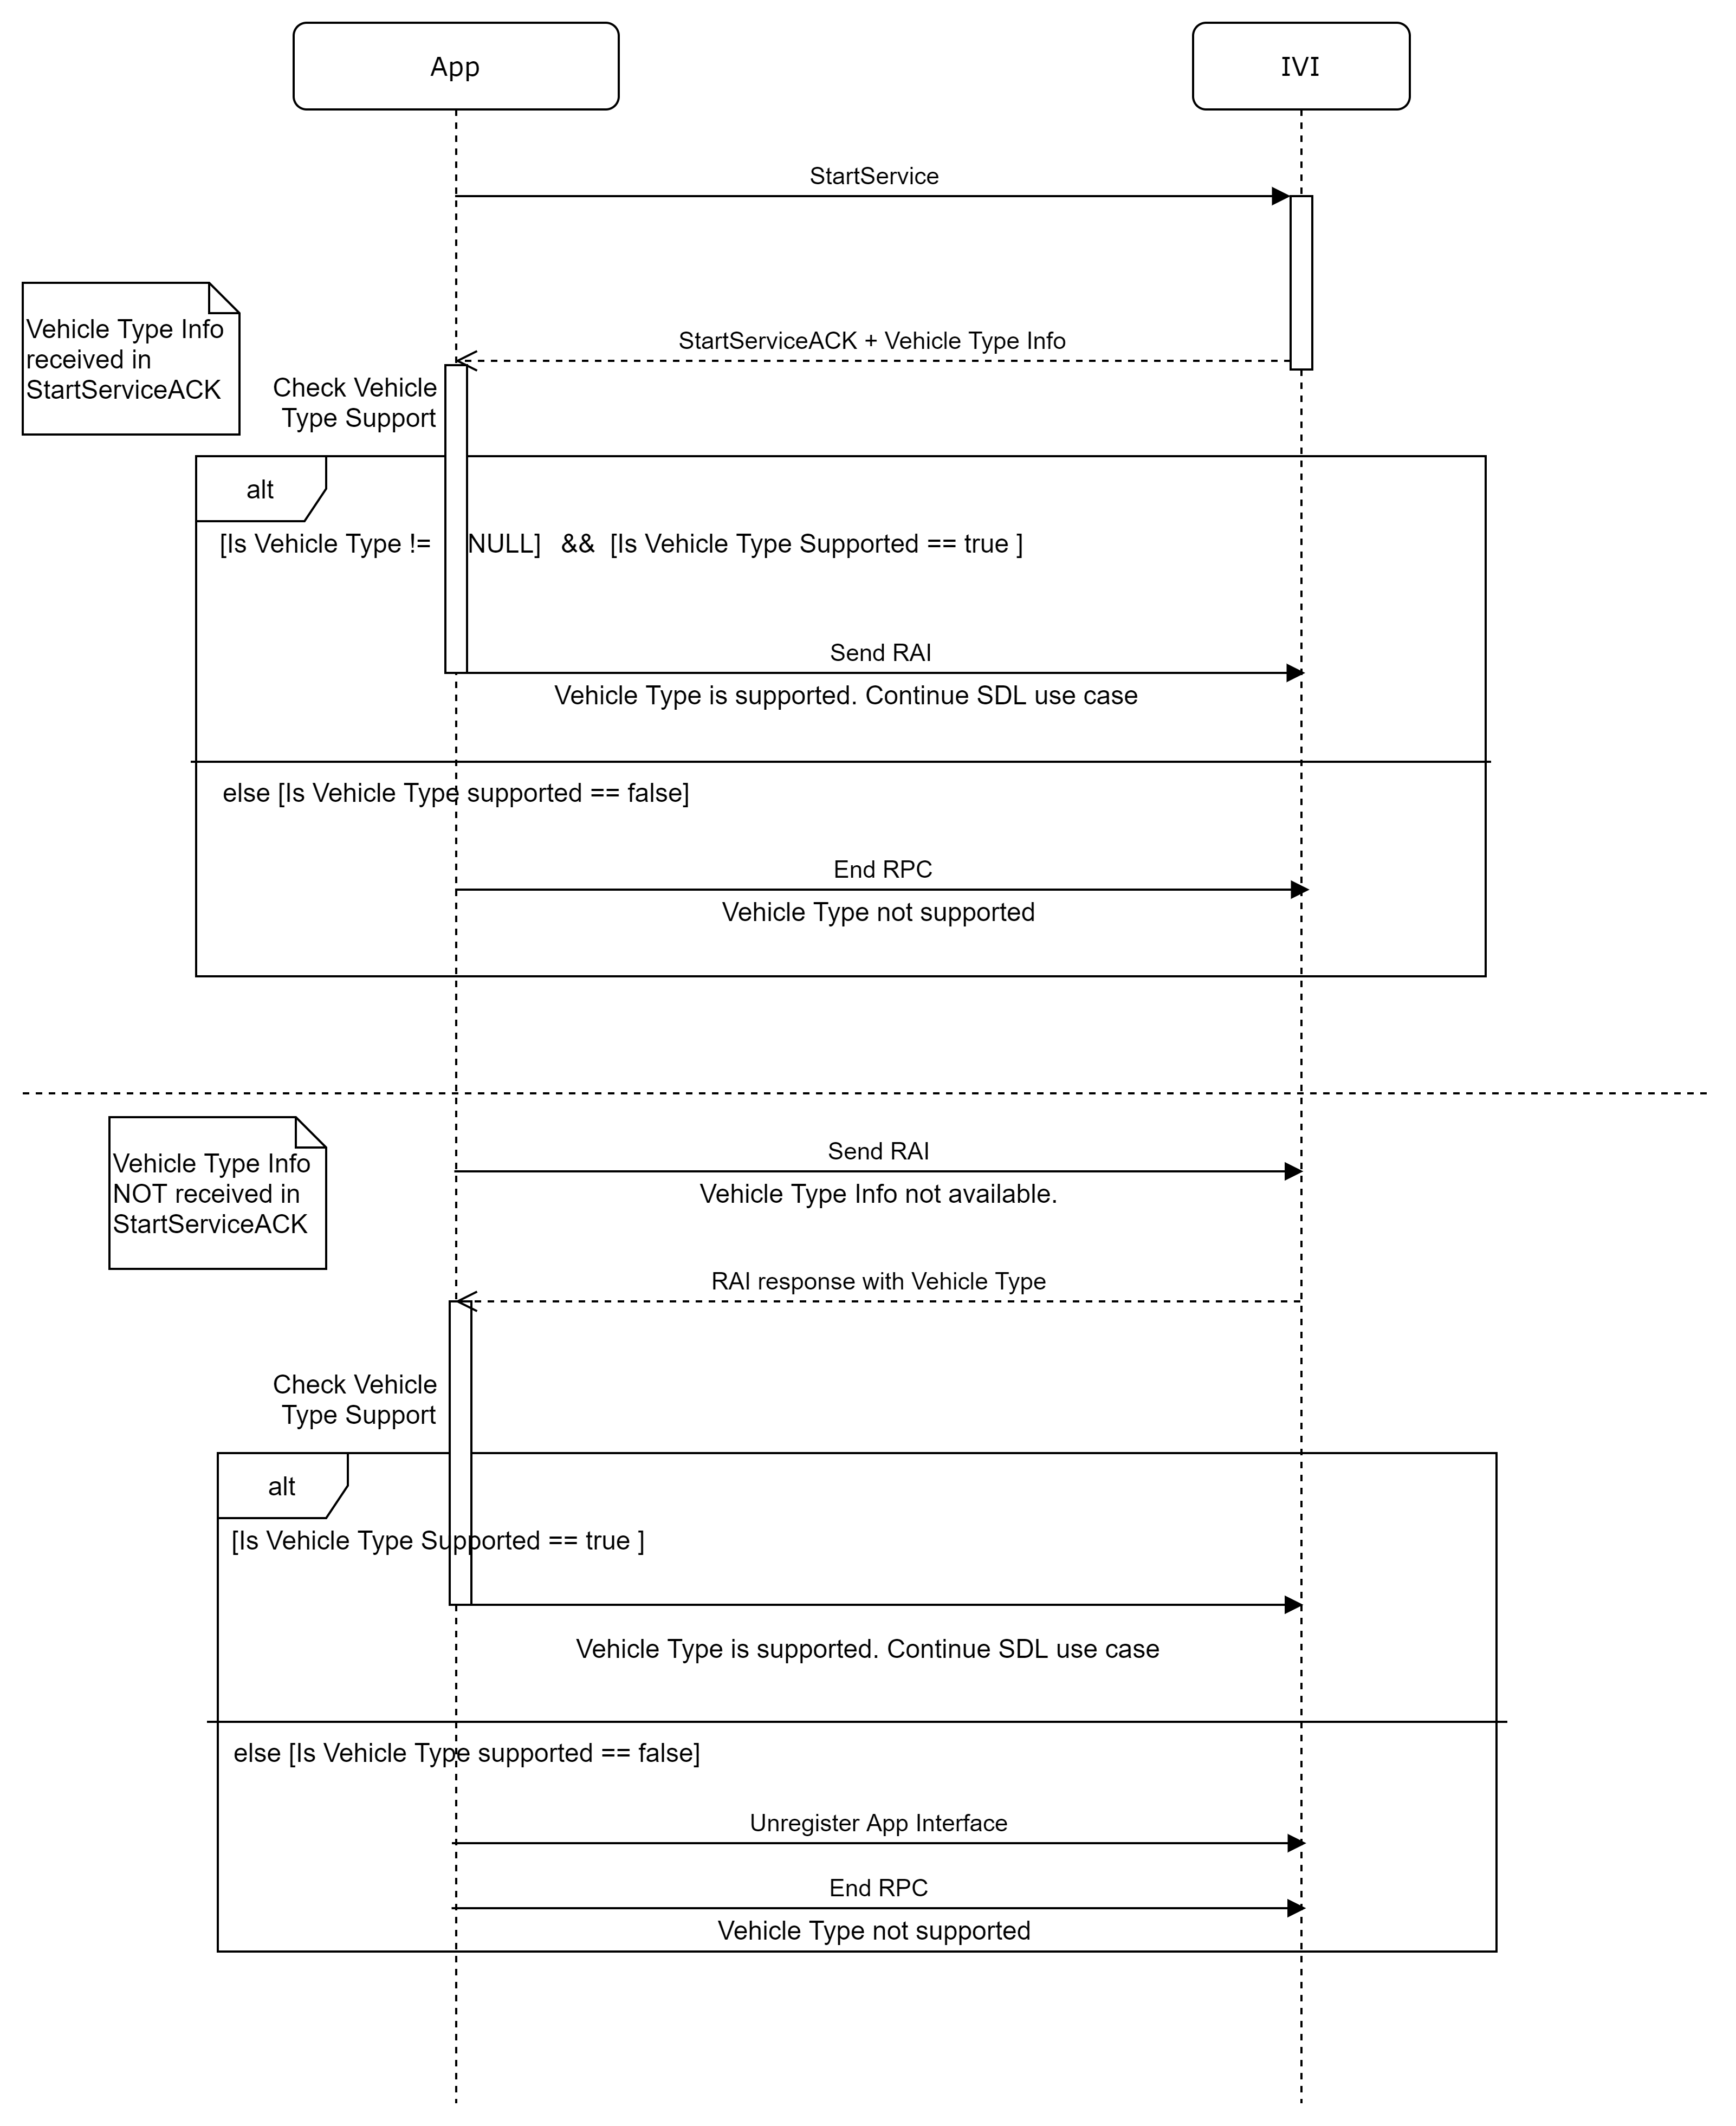 App
IVI
StartService
Vehicle Type Info
received in
StartServiceACK
StartServiceACK + Vehicle Type Info
Check Vehicle
Type Support
alt
[Is Vehicle Type != NULL] && [Is Vehicle Type Supported == true ]
Send RAI
Vehicle Type is supported. Continue SDL use case
else [Is Vehicle Type supported == false]
End RPC
Vehicle Type not supported
Vehicle Type Info
NOT received in
StartServiceACK
Send RAI
Vehicle Type Info not available.
RAI response with Vehicle Type
Check Vehicle
Type Support
alt
[Is Vehicle Type Supported == true ]
Vehicle Type is supported. Continue SDL use case
else [Is Vehicle Type supported == false]
Unregister App Interface
End RPC
Vehicle Type not supported